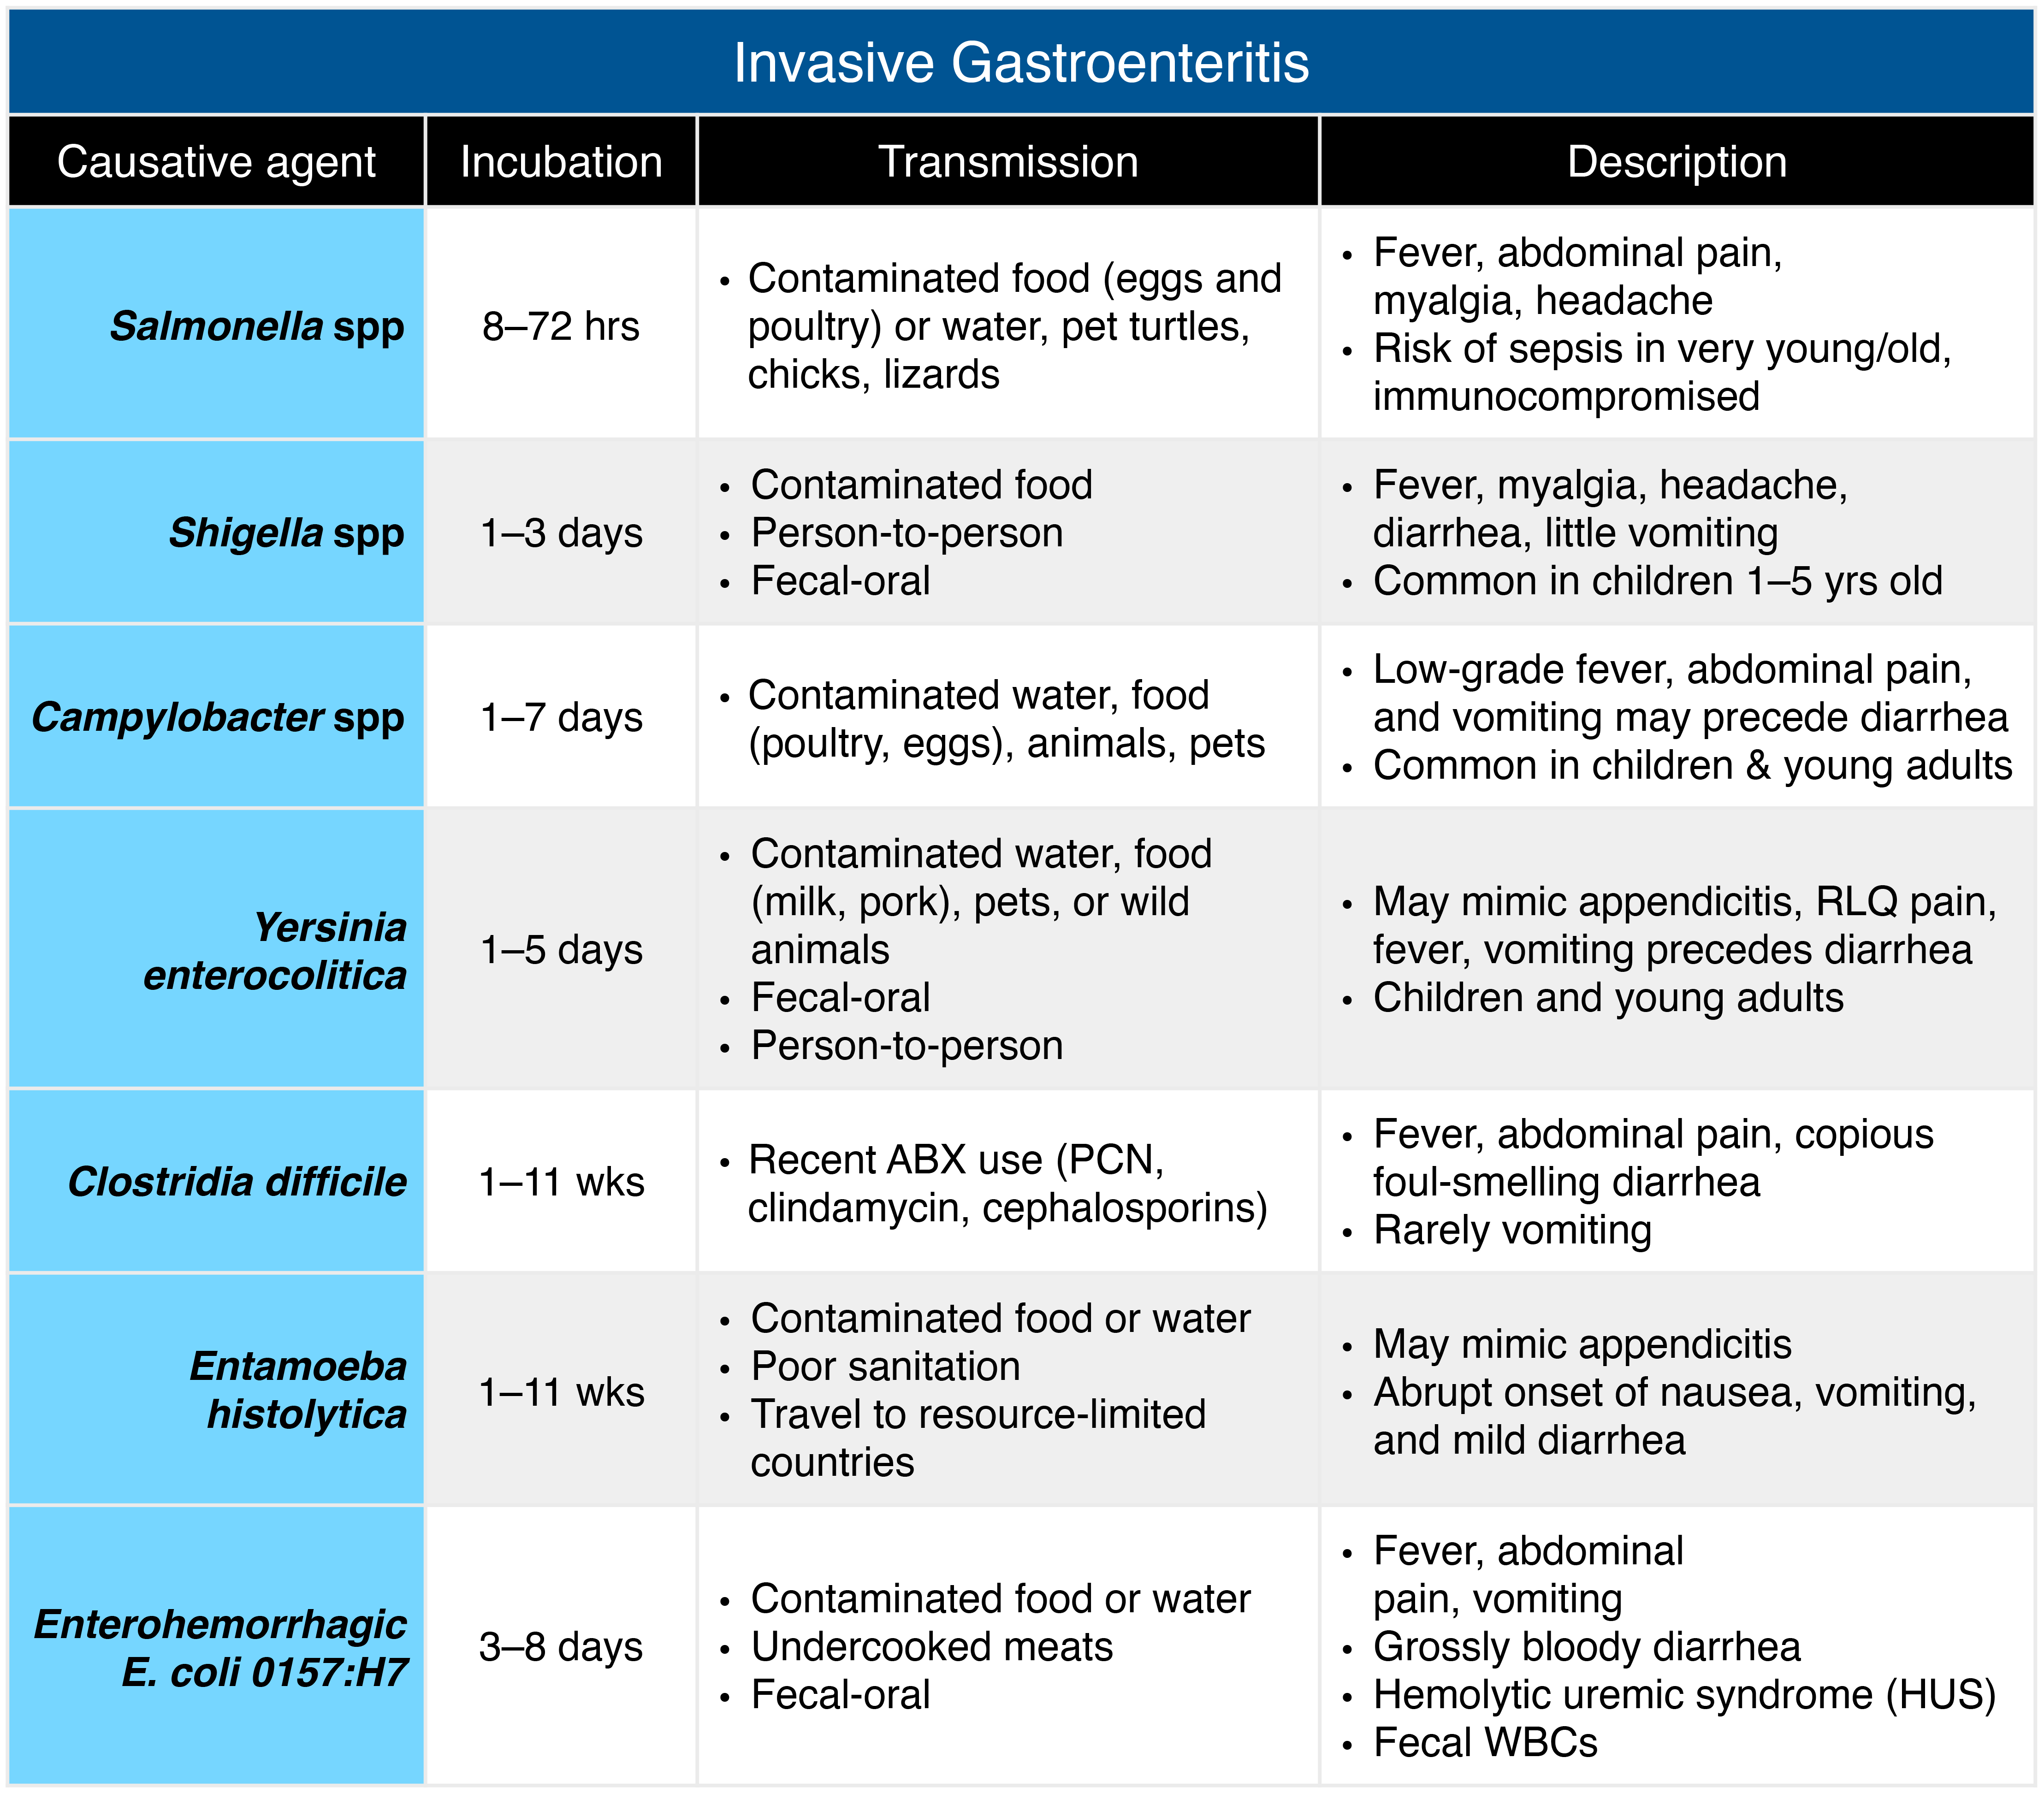 Invasive Gastroenteritis
Causative agent
Incubation
Transmission
Description
Salmonella spp
8–72 hrs
• Contaminated food (eggs and
poultry) or water, pet turtles,
chicks, lizards
• Fever, abdominal pain,
myalgia, headache
• Risk of sepsis in very young/old,
immunocompromised
Shigella spp
1–3 days
• Contaminated food
• Person-to-person
• Fecal-oral
• Fever, myalgia, headache,
diarrhea, little vomiting
• Common in children 1–5 yrs old
Campylobacter spp
1–7 days
• Contaminated water, food
(poultry, eggs), animals, pets
• Low-grade fever, abdominal pain,
and vomiting may precede diarrhea
• Common in children & young adults
Yersinia
enterocolitica
1–5 days
• Contaminated water, food
(milk, pork), pets, or wild
animals
• Fecal-oral
• Person-to-person
• May mimic appendicitis, RLQ pain,
fever, vomiting precedes diarrhea
• Children and young adults
Clostridia difficile
1–11 wks
• Recent ABX use (PCN,
clindamycin, cephalosporins)
• Fever, abdominal pain, copious
foul-smelling diarrhea
• Rarely vomiting
Entamoeba
histolytica
1–11 wks
• Contaminated food or water
• Poor sanitation
• Travel to resource-limited
countries
• May mimic appendicitis
• Abrupt onset of nausea, vomiting,
and mild diarrhea
Enterohemorrhagic
E. coli 0157:H7
3–8 days
• Contaminated food or water
• Undercooked meats
• Fecal-oral
• Fever, abdominal
pain, vomiting
• Grossly bloody diarrhea
• Hemolytic uremic syndrome (HUS)
• Fecal WBCs